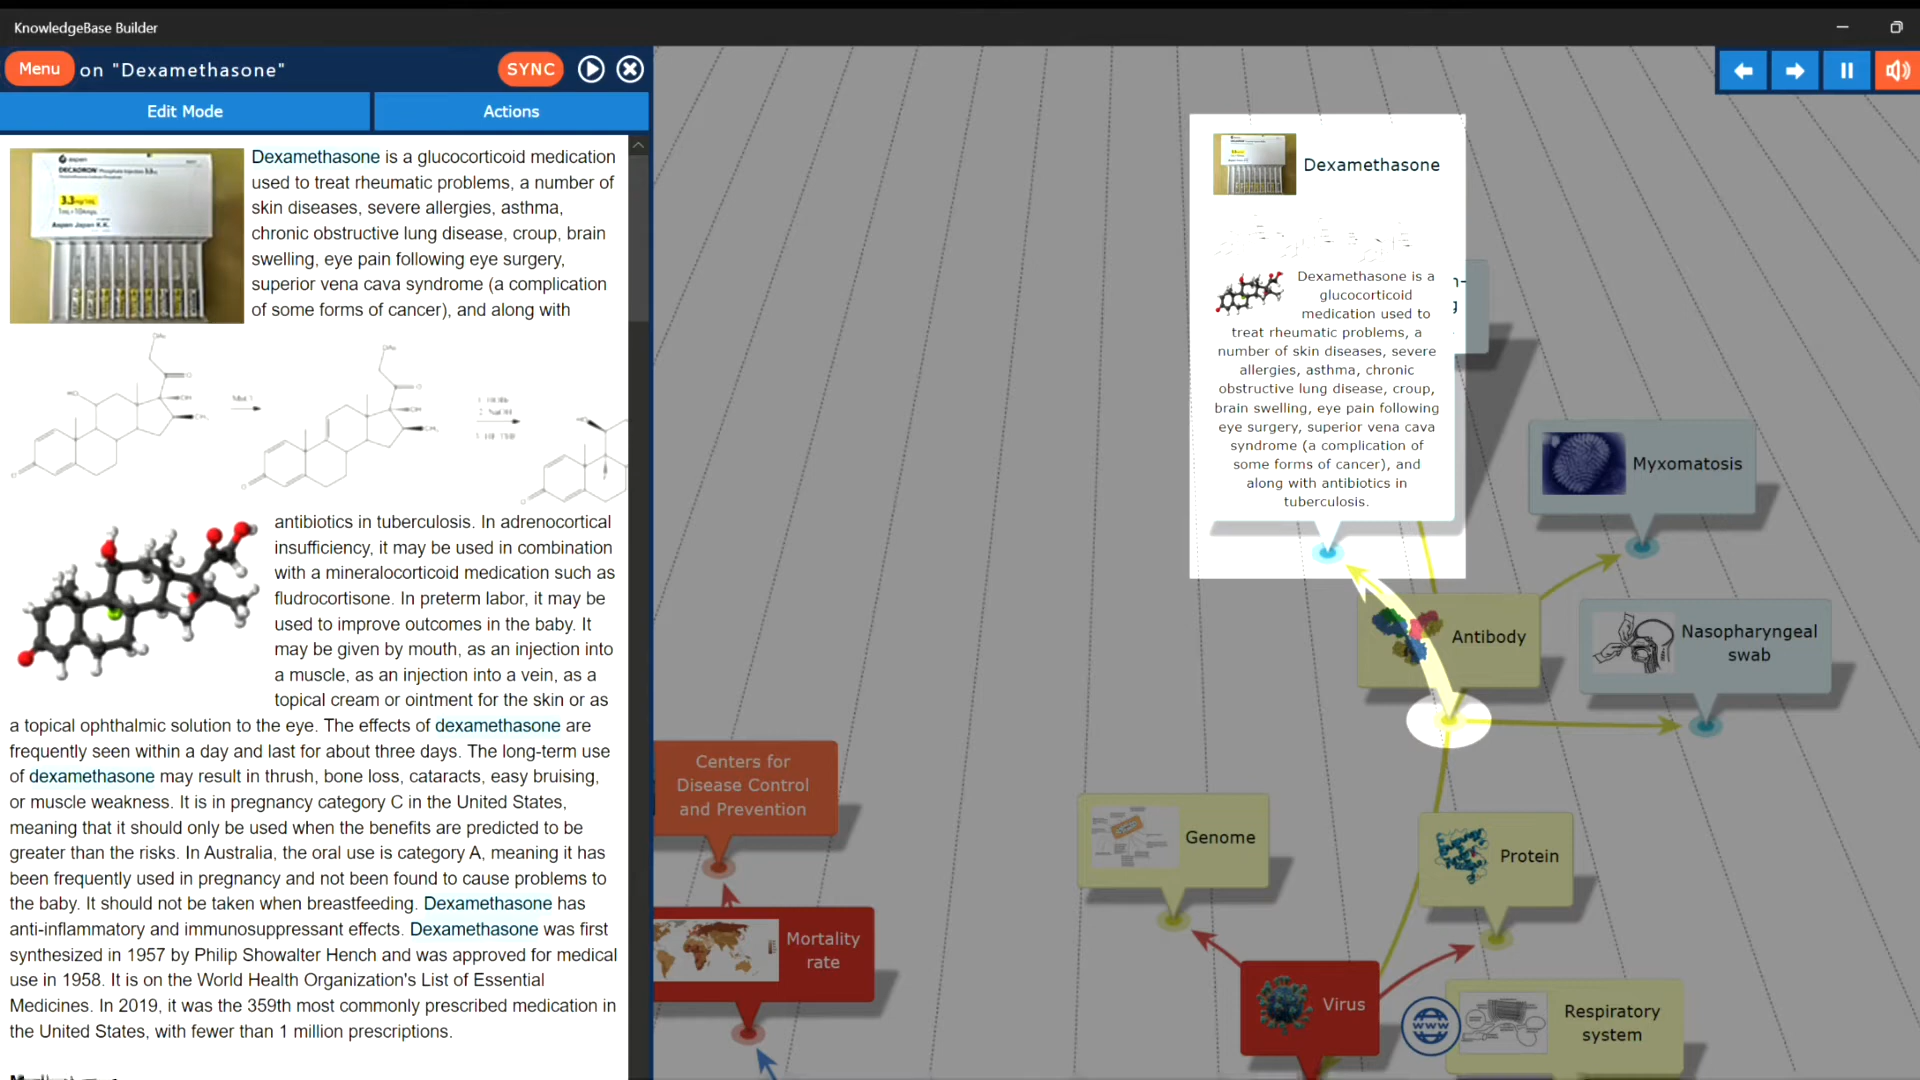 KnowledgeBase Builder
Menu
on "Dexamethasone"
SYNC
Edit Mode
Actions
aspen
DECADRON
3.3
Aspen Japan K.K.
Dexamethasone is a glucocorticoid medication
used to treat rheumatic problems, a number of
skin diseases, severe allergies, asthma,
chronic obstructive lung disease, croup, brain
swelling, eye pain following eye surgery,
superior vena cava syndrome (a complication
of some forms of cancer), and along with
antibiotics in tuberculosis. In adrenocortical
insufficiency, it may be used in combination
with a mineralocorticoid medication such as
fludrocortisone. In preterm labor, it may be
used to improve outcomes in the baby. It
may be given by mouth, as an injection into
a muscle, as an injection into a vein, as a
topical cream or ointment for the skin or as
a topical ophthalmic solution to the eye. The effects of dexamethasone are
frequently seen within a day and last for about three days. The long-term use
of dexamethasone may result in thrush, bone loss, cataracts, easy bruising,
or muscle weakness. It is in pregnancy category C in the United States,
meaning that it should only be used when the benefits are predicted to be
greater than the risks. In Australia, the oral use is category A, meaning it has
been frequently used in pregnancy and not been found to cause problems to
the baby. It should not be taken when breastfeeding. Dexamethasone has
anti-inflammatory and immunosuppressant effects. Dexamethasone was first
synthesized in 1957 by Philip Showalter Hench and was approved for medical
use in 1958. It is on the World Health Organization's List of Essential
Medicines. In 2019, it was the 359th most commonly prescribed medication in
the United States, with fewer than 1 million prescriptions.
Dexamethasone
Dexamethasone is a
glucocorticoid
medication used to
treat rheumatic problems, a
number of skin diseases, severe
allergies, asthma, chronic
obstructive lung disease, croup,
brain swelling, eye pain following
eye surgery, superior vena cava
syndrome (a complication of
some forms of cancer), and
along with antibiotics in
tuberculosis.
Myxomatosis
Antibody
Nasopharyngeal
swab
Centers for
Disease Control
and Prevention
Genome
Protein
Mortality
rate
Virus
WWW
Respiratory
system